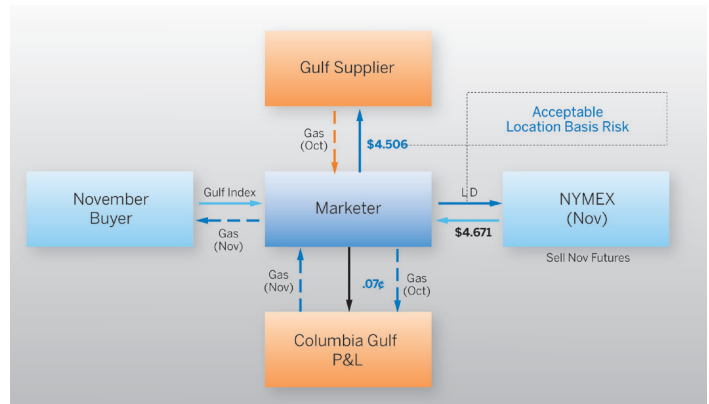 Gulf Supplier
Gas
(Oct)
$4.506
Acceptable
Location Basis Risk
November
Buyer
Gulf Index
Gas
(Nov)
Marketer
LD
$4.671
NYMEX
(Nov)
Sell Nov Futures
Gas
(Nov)
.07¢
Gas
(Oct)
Columbia Gulf
P&L